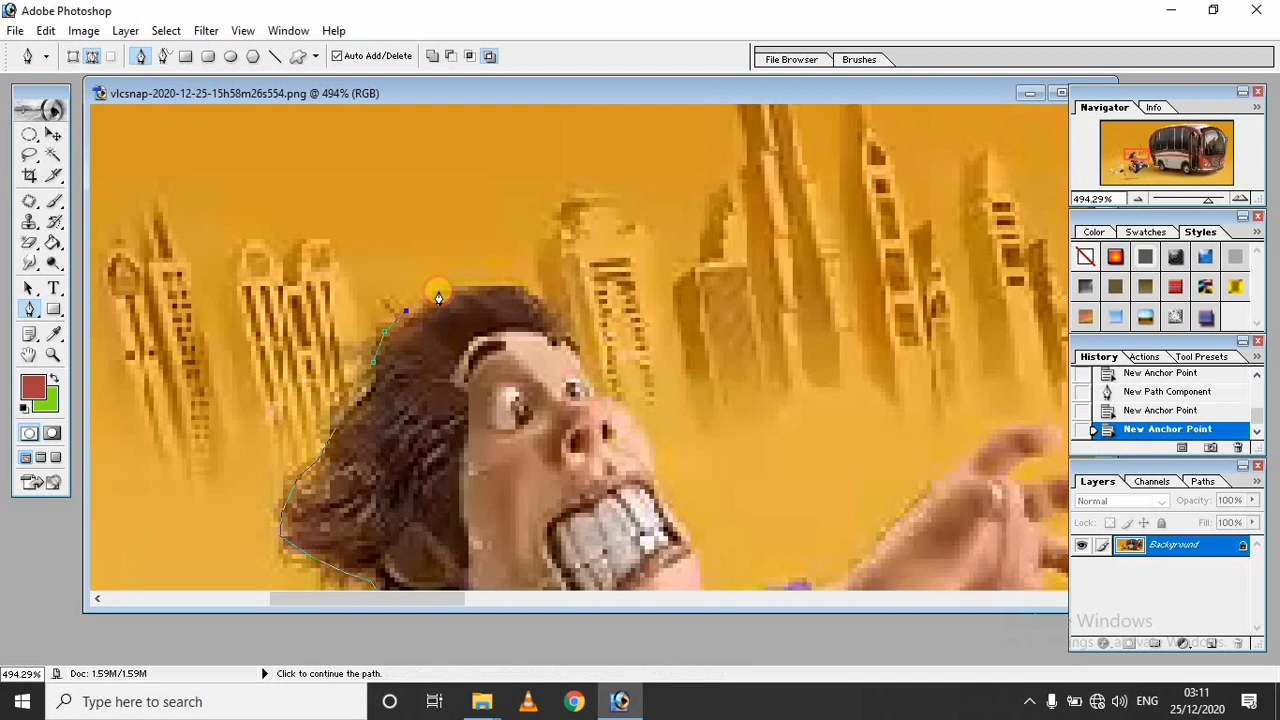 Adobe Photoshop
File Edit Image Layer Select Filter View Window Help
Auto Add/Delete
File Browser Brushes
vlcsnap-2020-12-25-15h58m26s554.png @ 494% (RGB)
Navigator Info
494.29%
Color Swatches Styles
History Actions Tool Presets
New Anchor Point
New Path Component
New Anchor Point
New Anchor Point
Layers Channels Paths
Normal Opacity: 100%
Lock: Fill: 100%
Background
Windows
494.29% Doc: 1.59M/1.59M Click to continue the path.
Type here to search
ENG
03:11
25/12/2020